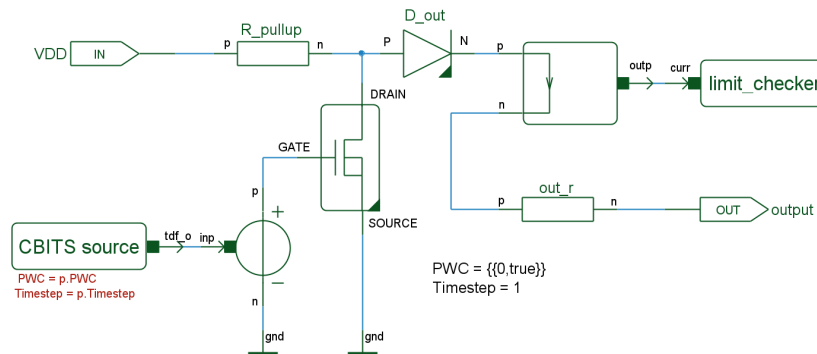 D_out
R_pullup
VDD
IN
p
n
P
N
p
outp
curr
limit_checker
DRAIN
n
GATE
p
out_r
p
n
OUT
output
SOURCE
CBITS source
tdf_o
inp
PWC = p.PWC
Timestep = p.Timestep
PWC = {{0,true}}
Timestep = 1
n
gnd
gnd